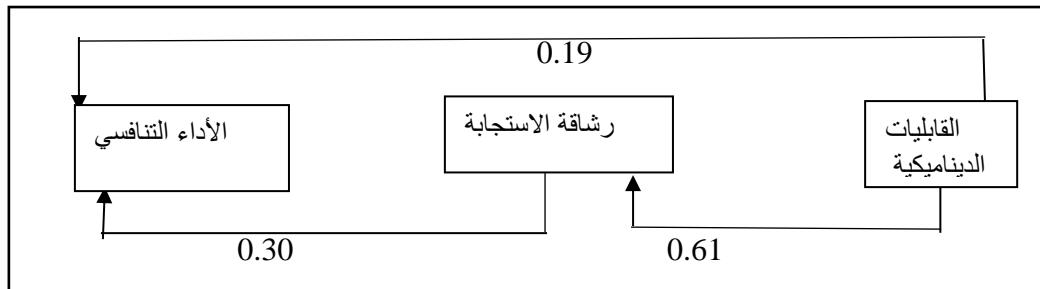 0.19
القابليات
الديناميكية
رشاقة الاستجابة
الأداء التنافسي
0.61
0.30